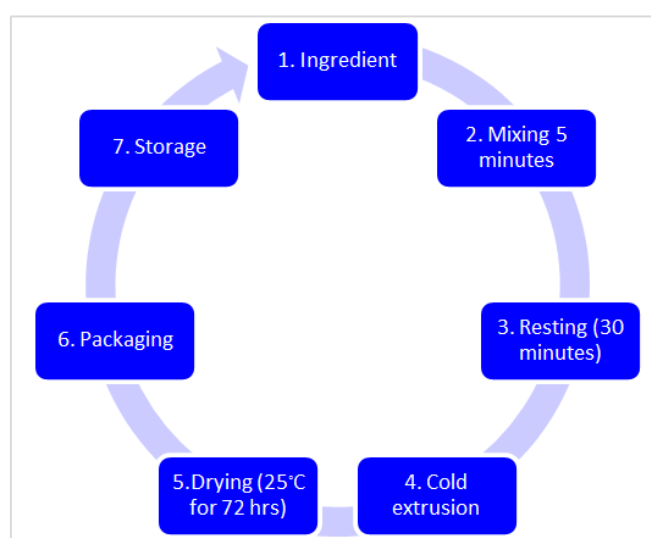 1. Ingredient
2. Mixing 5
minutes
3. Resting (30
minutes)
4. Cold
extrusion
5.Drying (25°C
for 72 hrs)
6. Packaging
7. Storage